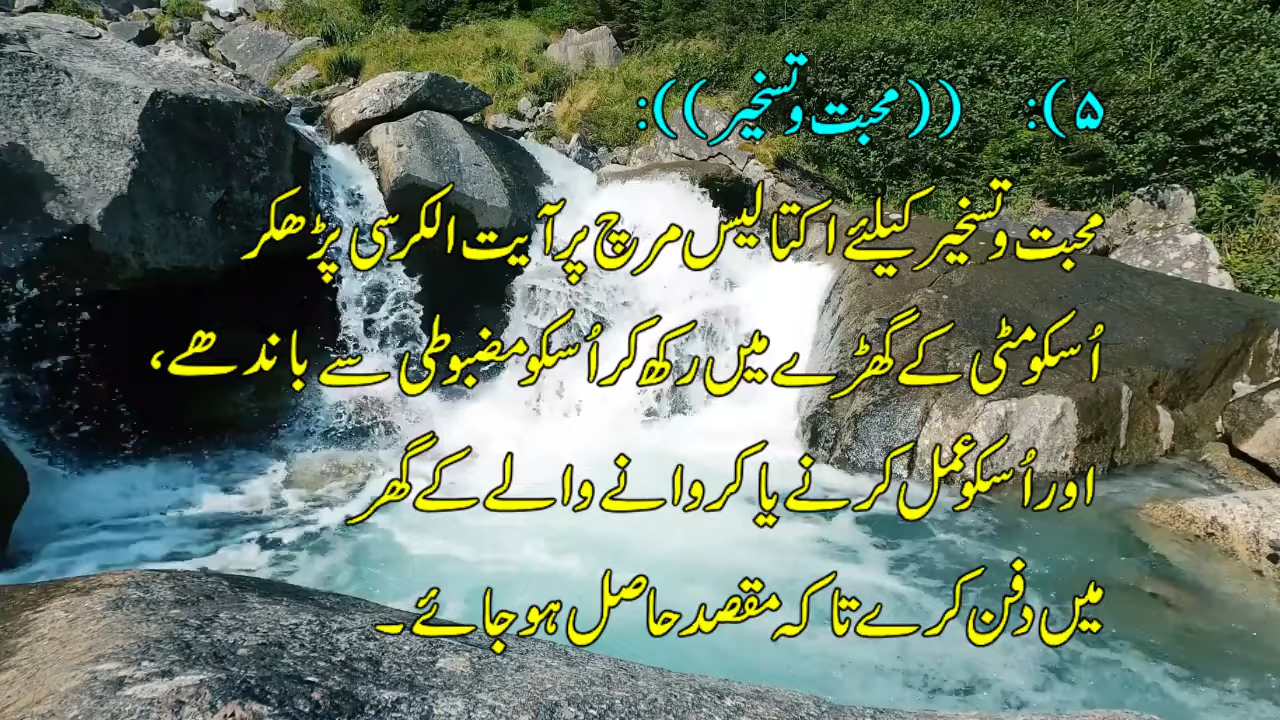 ۵): ((محبت و تسخیر)):
محبت و تسخیر کیلئے اکتالیس مرچ پر آیت الکرسی پڑھکر
اُسکو مٹی کے گھڑے میں رکھ کر اُسکو مضبوطی سے باندھے،
اور اُسکو عمل کرنے یا کروانے والے کے گھر
میں دفن کرے تاکہ مقصد حاصل ہو جائے۔